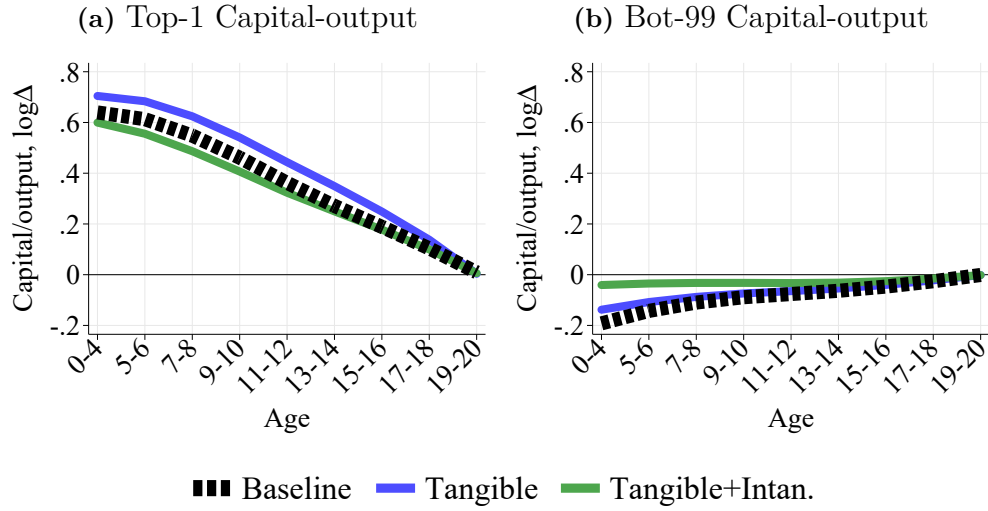 (a) Top-1 Capital-output
Capital/output, logΔ
.8
.6
.4
.2
0
-.2
0-4 5-6 7-8 9-10 11-12 13-14 15-16 17-18 19-20
Age
(b) Bot-99 Capital-output
Capital/output, logΔ
.8
.6
.4
.2
0
-.2
0-4 5-6 7-8 9-10 11-12 13-14 15-16 17-18 19-20
Age
Baseline Tangible Tangible+Intan.